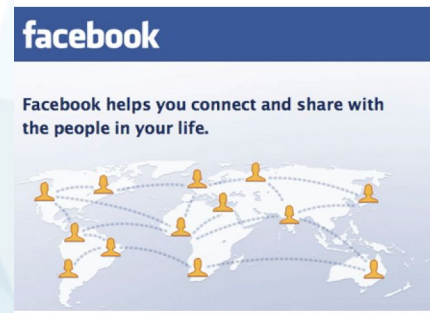 facebook
Facebook helps you connect and share with
the people in your life.